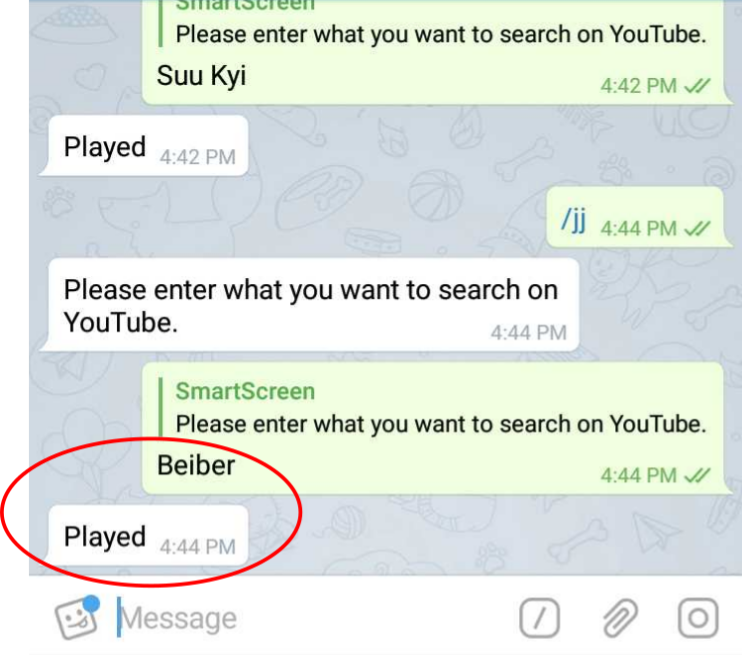 SmartScreen
Please enter what you want to search on YouTube.
Suu Kyi
4:42 PM
Played 4:42 PM
/jj 4:44 PM
Please enter what you want to search on
YouTube.
4:44 PM
SmartScreen
Please enter what you want to search on YouTube.
Beiber
4:44 PM
Played 4:44 PM
Message